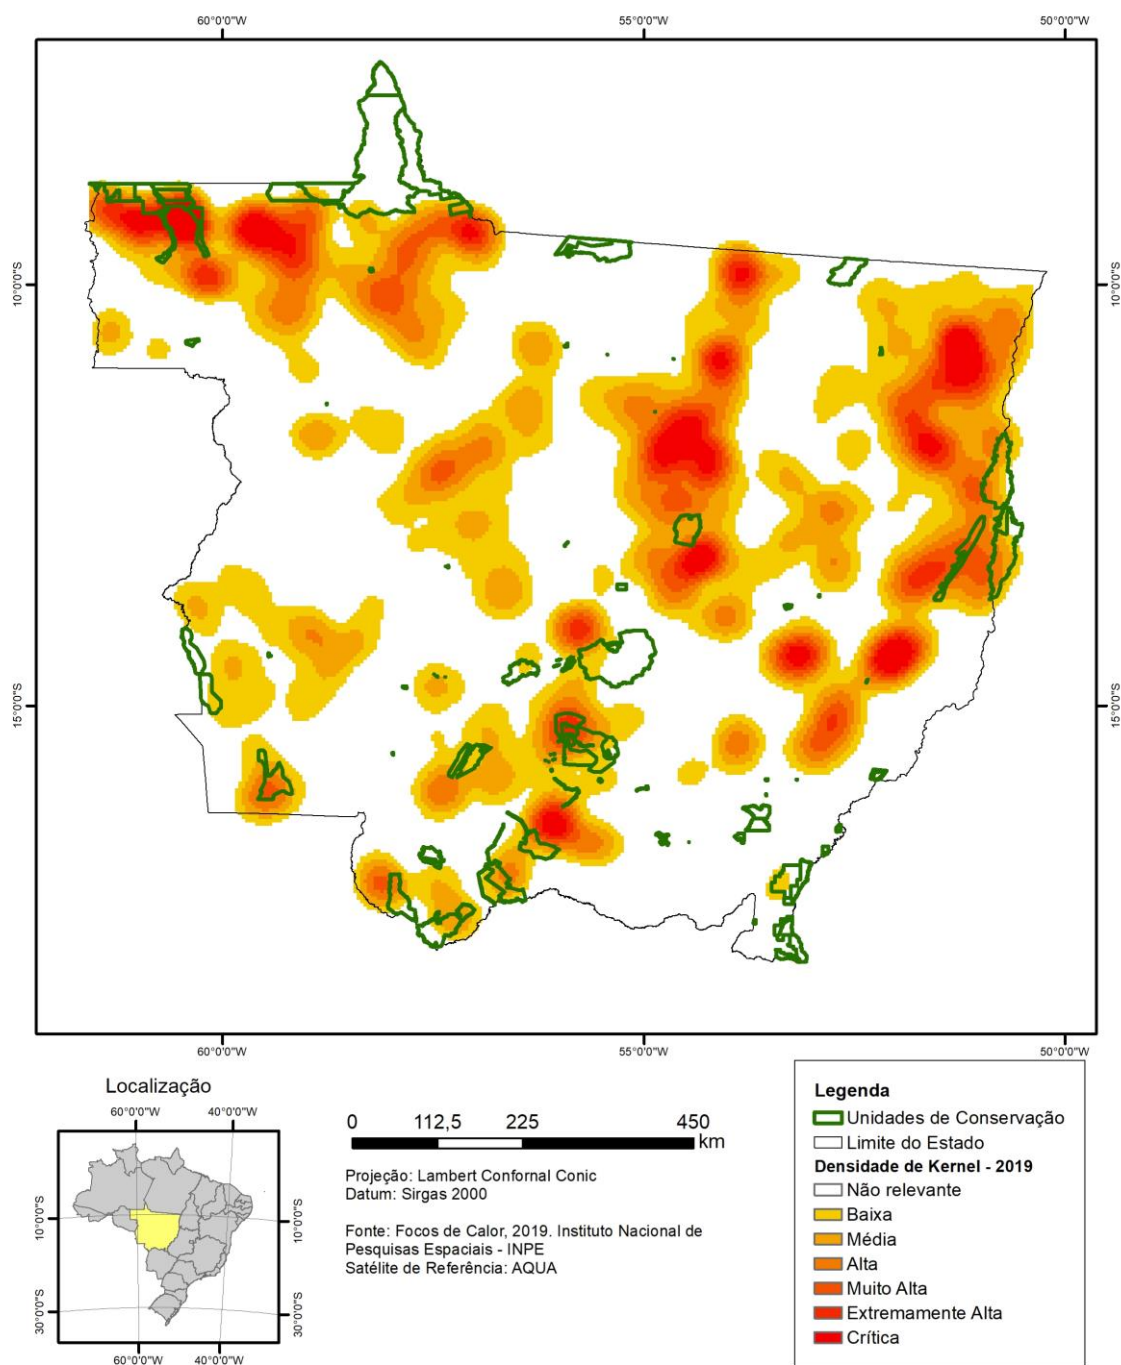 60°0'0"W
55°0'0"W
50°0'0"W
10°0'0"S
10°0'0"S
15°0'0"S
15°0'0"S
60°0'0"W
55°0'0"W
50°0'0"W
Localização
60°0'0"W
40°0'0"W
10°0'0"S
10°0'0"S
30°0'0"S
30°0'0"S
60°0'0"W
40°0'0"W
0
112,5
225
450
km
Projeção: Lambert Confornal Conic
Datum: Sirgas 2000
Fonte: Focos de Calor, 2019. Instituto Nacional de
Pesquisas Espaciais - INPE
Satélite de Referência: AQUA
Legenda
Unidades de Conservação
Limite do Estado
Densidade de Kernel - 2019
Não relevante
Baixa
Média
Alta
Muito Alta
Extremamente Alta
Crítica